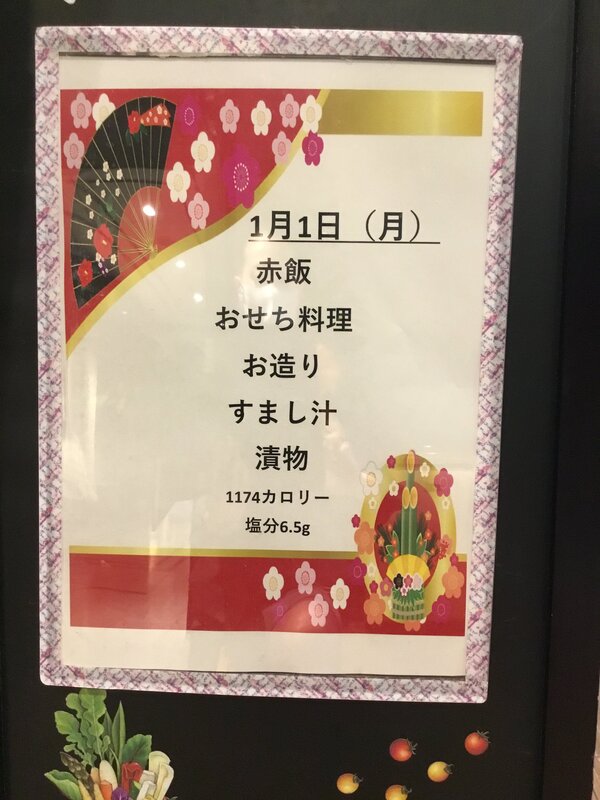 1月1日（月）
赤飯
おせち料理
お造り
すまし汁
漬物
1174カロリー
塩分6.5g